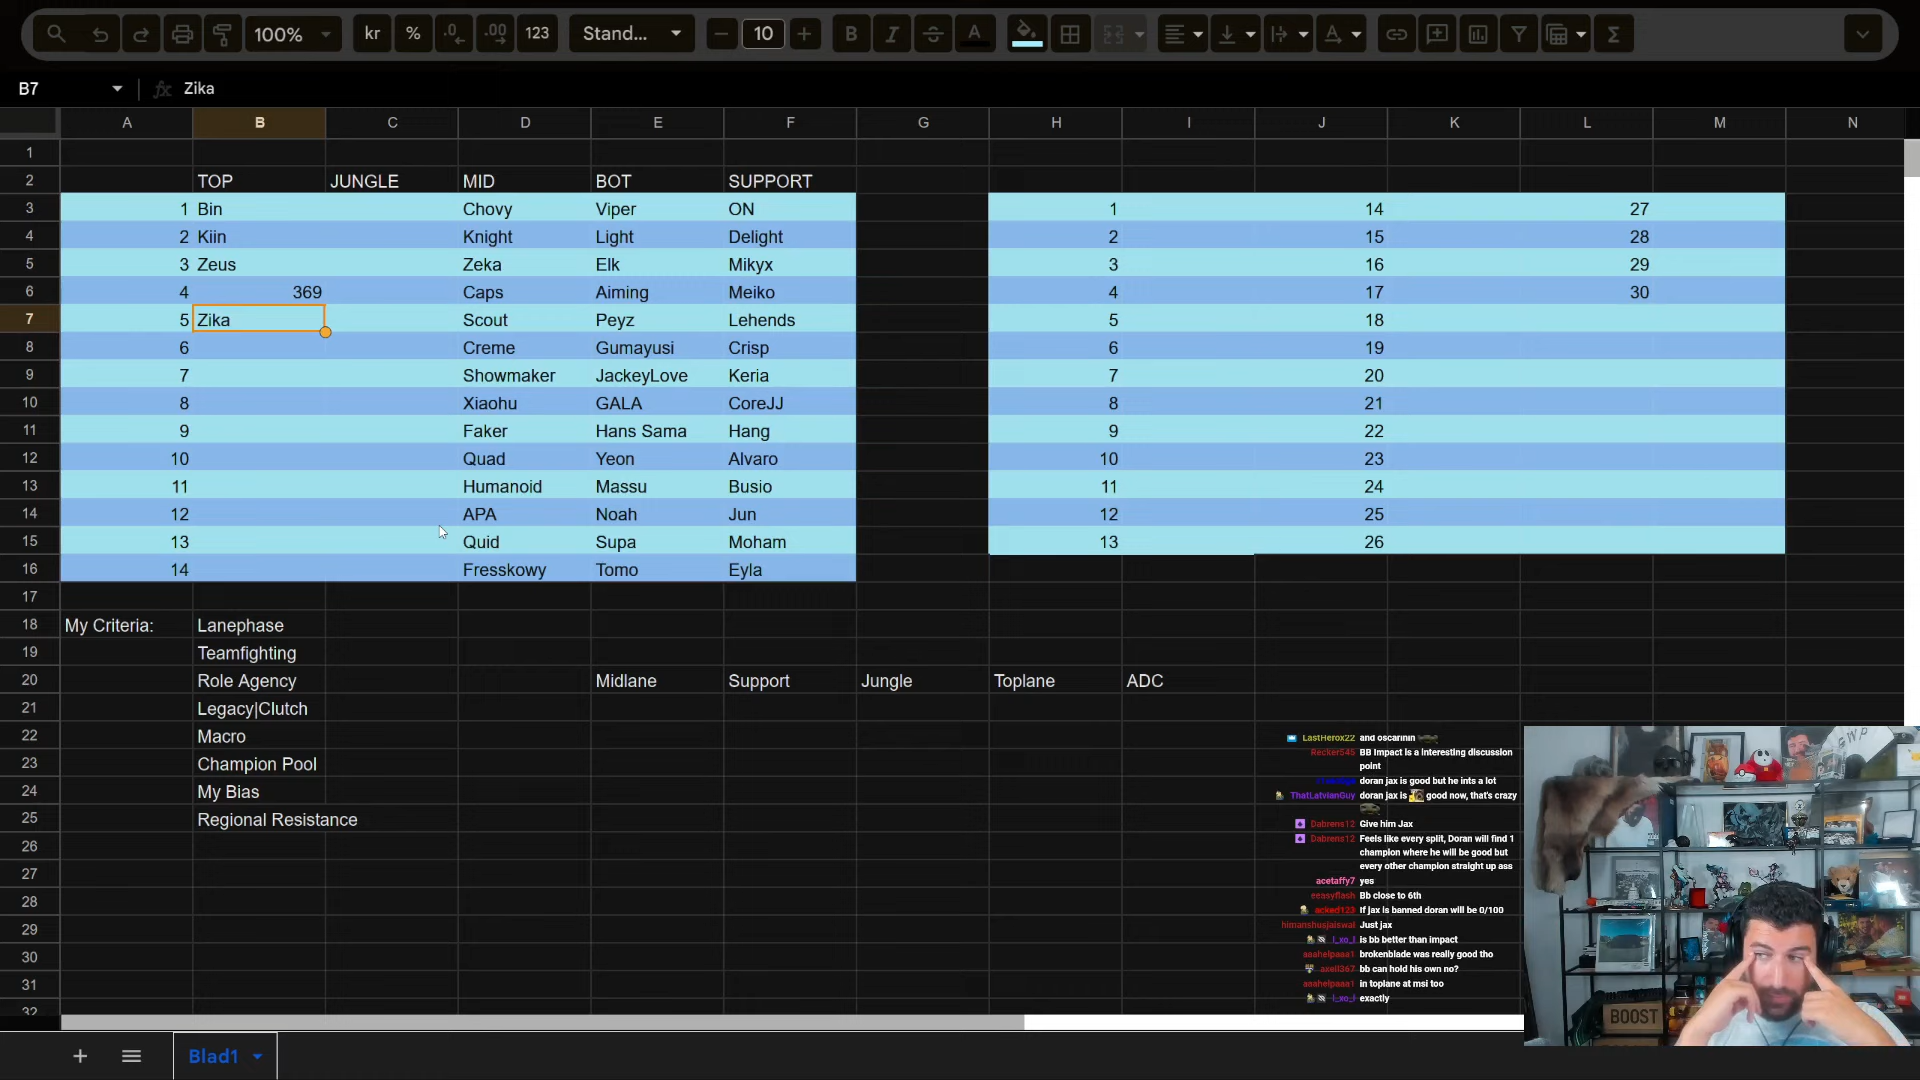 100% kr % .0 .00 123 Stand... 10 B I A
B7 fx Zika
A B C D E F G H I J K L M N
1
2 TOP JUNGLE MID BOT SUPPORT
3 1 Bin Chovy Viper ON 1 14 27
4 2 Kiin Knight Light Delight 2 15 28
5 3 Zeus Zeka Elk Mikyx 3 16 29
6 4 369 Caps Aiming Meiko 4 17 30
7 5 Zika Scout Peyz Lehends 5 18
8 6 Creme Gumayusi Crisp 6 19
9 7 Showmaker JackeyLove Keria 7 20
10 8 Xiaohu GALA CoreJJ 8 21
11 9 Faker Hans Sama Hang 9 22
12 10 Quad Yeon Alvaro 10 23
13 11 Humanoid Massu Busio 11 24
14 12 APA Noah Jun 12 25
15 13 Quid Supa Moham 13 26
16 14 Fresskowy Tomo Eyla
17
18 My Criteria: Lanephase
19 Teamfighting
20 Role Agency Midlane Support Jungle Toplane ADC
21 Legacy|Clutch
22 Macro
23 Champion Pool
24 My Bias
25 Regional Resistance
26
27
28
29
30
31
32
LastHerox22 and oscarinin
Recker545 BB Impact is a interesting discussion
point
doran jax is good but he ints a lot
ThatLatvianGuy doran jax is good now, that's crazy
Dabrens12 Give him Jax
Dabrens12 Feels like every split, Doran will find 1
champion where he will be good but
every other champion straight up ass
acetaffy7 yes
eeasyflash Bb close to 6th
acked123 If jax is banned doran will be 0/100
himanshusjaiswal Just jax
l_xo_l is bb better than impact
aaahelpaaa1 brokenblade was really good tho
axell367 bb can hold his own no?
aaahelpaaa1 in toplane at msi too
l_xo_l exactly
BOOST
Blad1